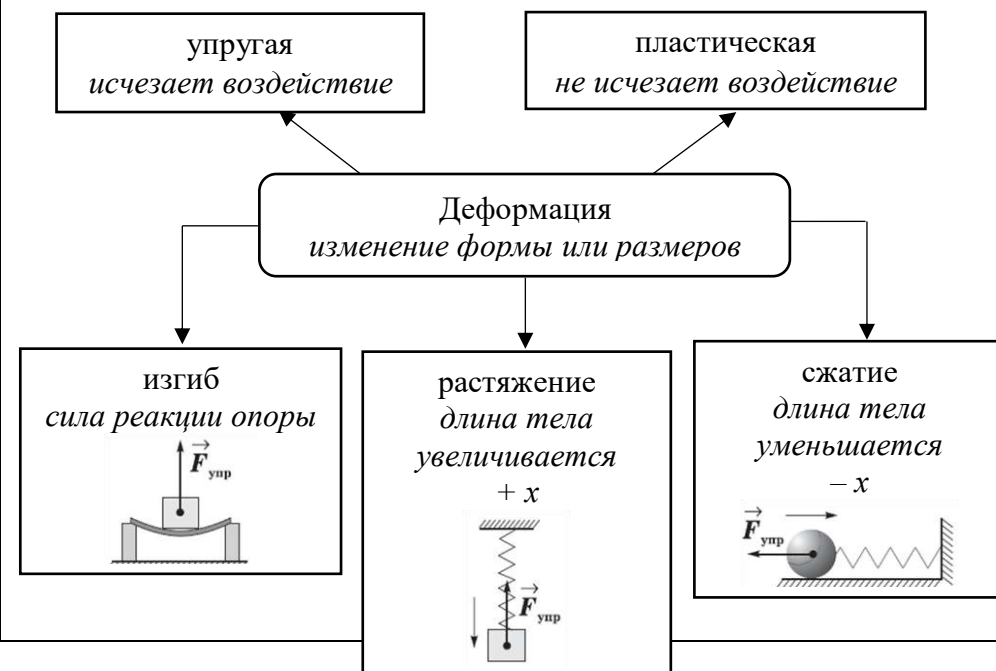 упругая
исчезает воздействие
пластическая
не исчезает воздействие
Деформация
изменение формы или размеров
изгиб
сила реакции опоры
F упр
растяжение
длина тела
увеличивается
+ x
F упр
сжатие
длина тела
уменьшается
– x
F упр